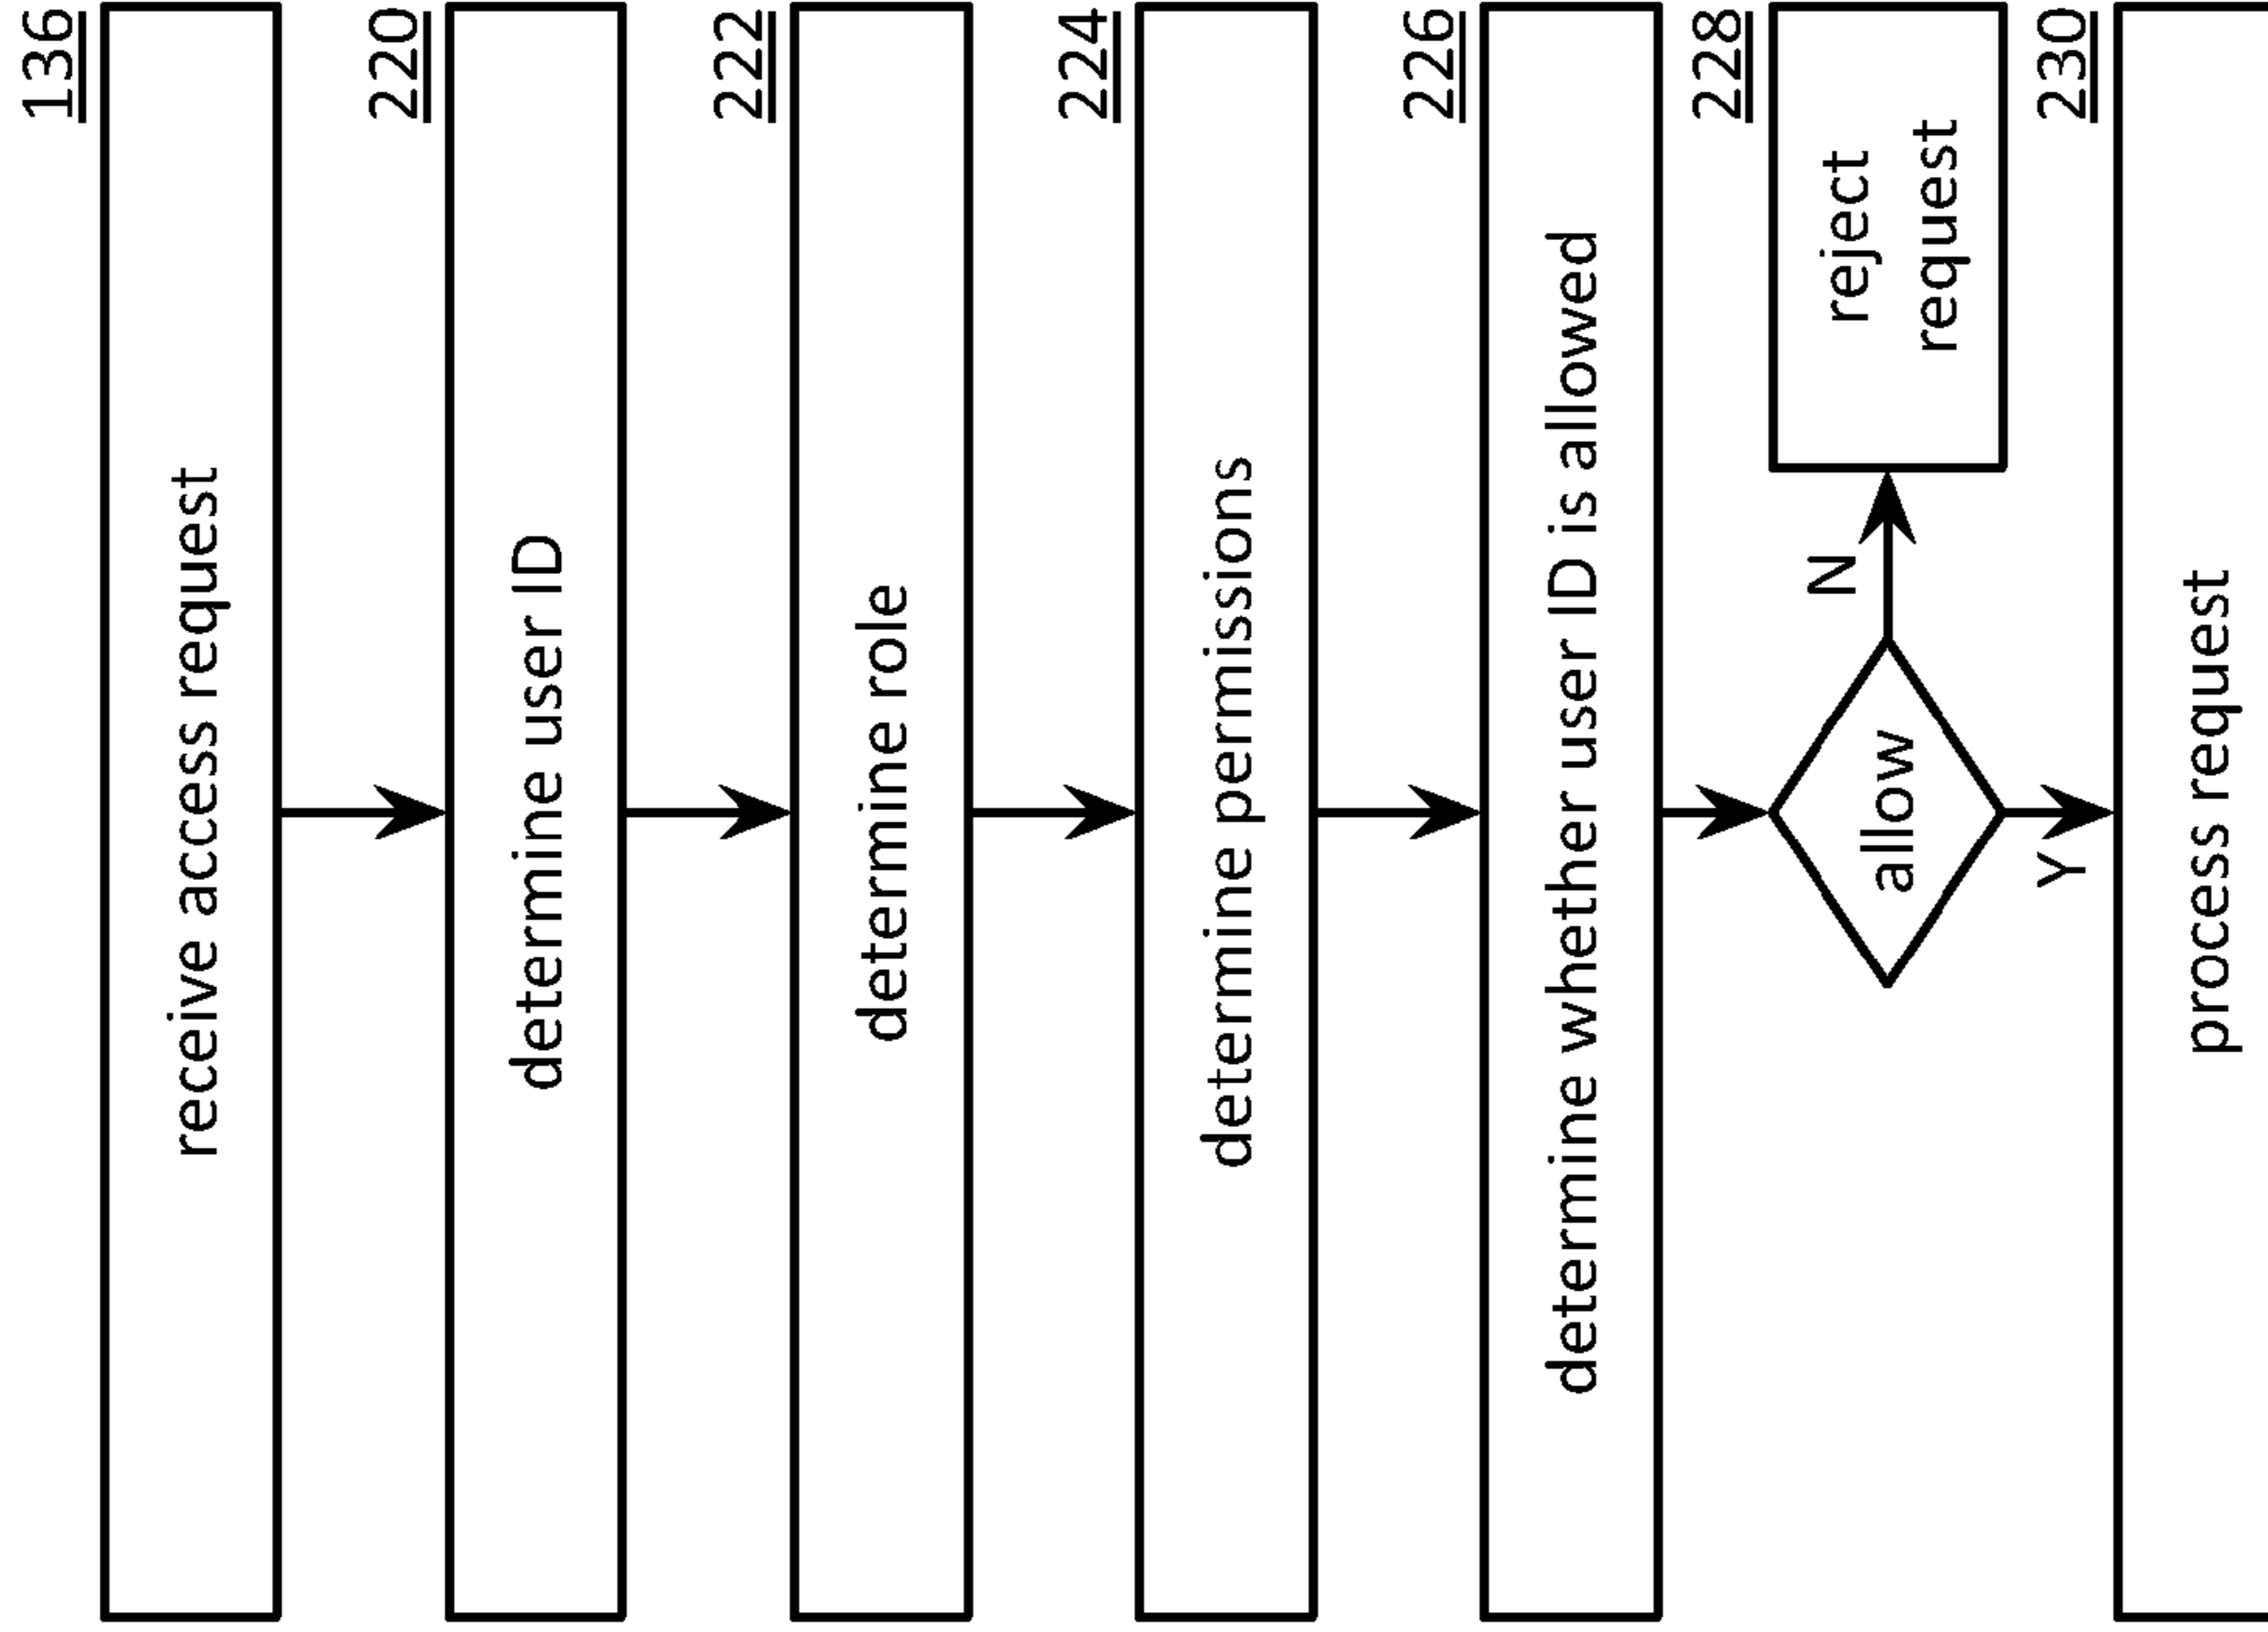 136
receive access request
220
determine user ID
222
determine role
224
determine permissions
226
determine whether user ID is allowed
228
allow
N
reject
request
Y
230
process request